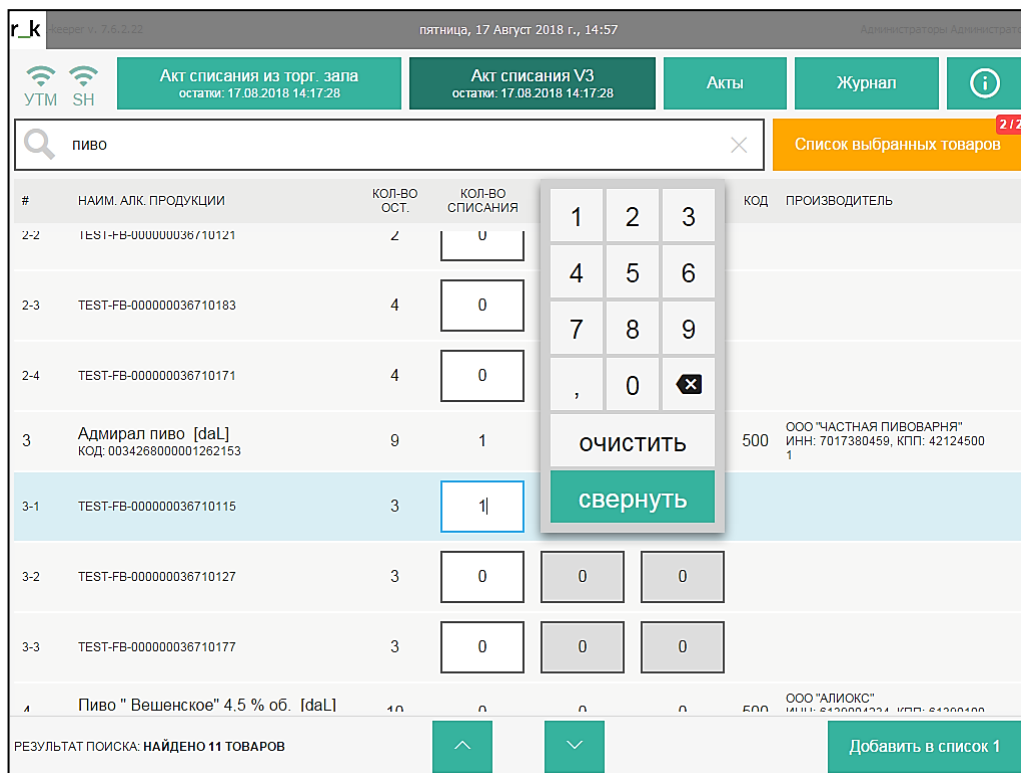 r_k keeper v. 7.6.2.22 пятница, 17 Август 2018 г., 14:57 Администраторы Администрато
УТМ SH
Акт списания из торг. зала
остатки: 17.08.2018 14:17:28
Акт списания V3
остатки: 17.08.2018 14:17:28
Акты
Журнал
пиво
Список выбранных товаров
2 / 2
# НАИМ. АЛК. ПРОДУКЦИИ КОЛ-ВО ОСТ. КОЛ-ВО СПИСАНИЯ КОД ПРОИЗВОДИТЕЛЬ
2-2 TEST-FB-000000036710121 2 0
2-3 TEST-FB-000000036710183 4 0
2-4 TEST-FB-000000036710171 4 0
1 2 3
4 5 6
7 8 9
, 0
очистить
свернуть
3 Адмирал пиво [daL] 9 1 500 ООО "ЧАСТНАЯ ПИВОВАРНЯ"
КОД: 0034268000001262153 ИНН: 7017380459, КПП: 42124500
1
3-1 TEST-FB-000000036710115 3 1
3-2 TEST-FB-000000036710127 3 0 0 0
3-3 TEST-FB-000000036710177 3 0 0 0
4 Пиво " Вешенское" 4,5 % об. [daL] 10 0 0 0 500 ООО "АЛИОКС"
РЕЗУЛЬТАТ ПОИСКА: НАЙДЕНО 11 ТОВАРОВ
Добавить в список 1